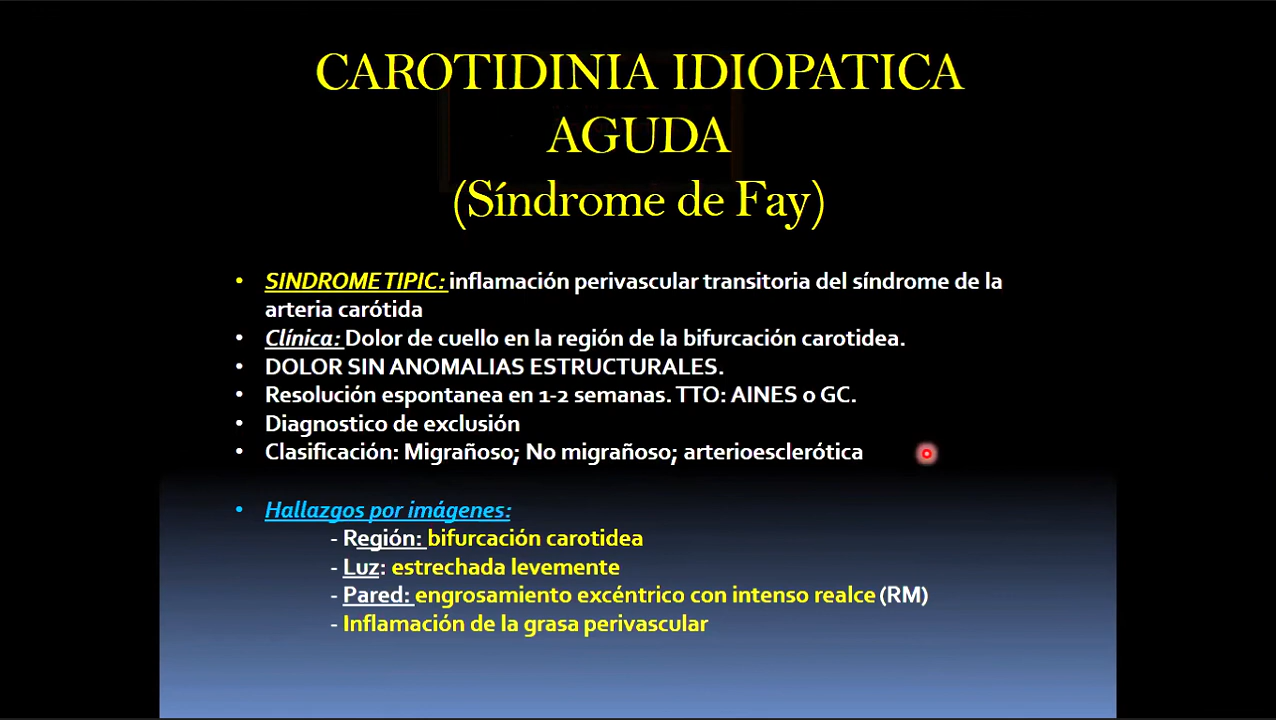 CAROTIDINIA IDIOPATICA
AGUDA
(Síndrome de Fay)
• SINDROME TIPIC: inflamación perivascular transitoria del síndrome de la
arteria carótida
• Clínica: Dolor de cuello en la región de la bifurcación carotidea.
• DOLOR SIN ANOMALIAS ESTRUCTURALES.
• Resolución espontanea en 1-2 semanas. TTO: AINES o GC.
• Diagnostico de exclusión
• Clasificación: Migrañoso; No migrañoso; arterioesclerótica
• Hallazgos por imágenes:
- Región: bifurcación carotidea
- Luz: estrechada levemente
- Pared: engrosamiento excéntrico con intenso realce (RM)
- Inflamación de la grasa perivascular